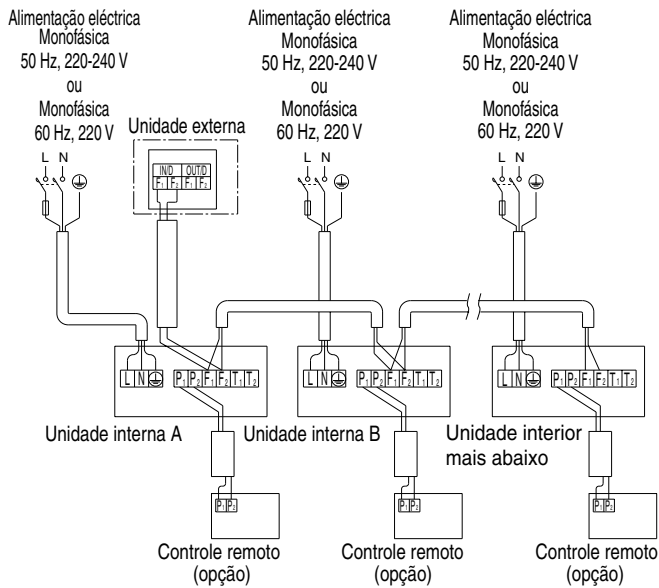 Alimentação eléctrica
Monofásica
50 Hz, 220-240 V
ou
Monofásica
60 Hz, 220 V
L N
Alimentação eléctrica
Monofásica
50 Hz, 220-240 V
ou
Monofásica
60 Hz, 220 V
L N
Alimentação eléctrica
Monofásica
50 Hz, 220-240 V
ou
Monofásica
60 Hz, 220 V
L N
Unidade externa
IN/D OUT/D
F1 F2 F1 F2
L N P1 P2 F1 F2 T1 T2
L N P1 P2 F1 F2 T1 T2
L N P1 P2 F1 F2 T1 T2
Unidade interna A
Unidade interna B
Unidade interior
mais abaixo
P1 P2
P1 P2
P1 P2
Controle remoto
(opção)
Controle remoto
(opção)
Controle remoto
(opção)